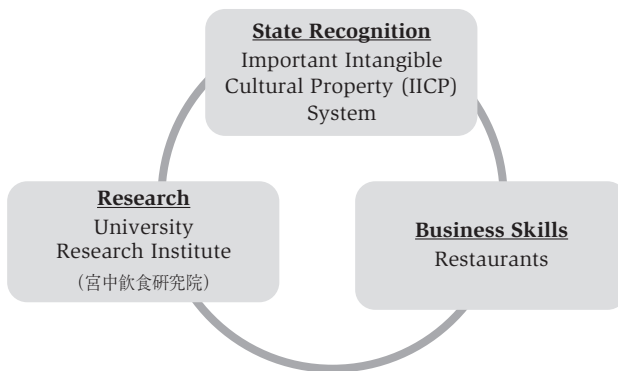 State Recognition
Important Intangible
Cultural Property (IICP)
System
Research
University
Research Institute
(宮中飲食硏究院)
Business Skills
Restaurants